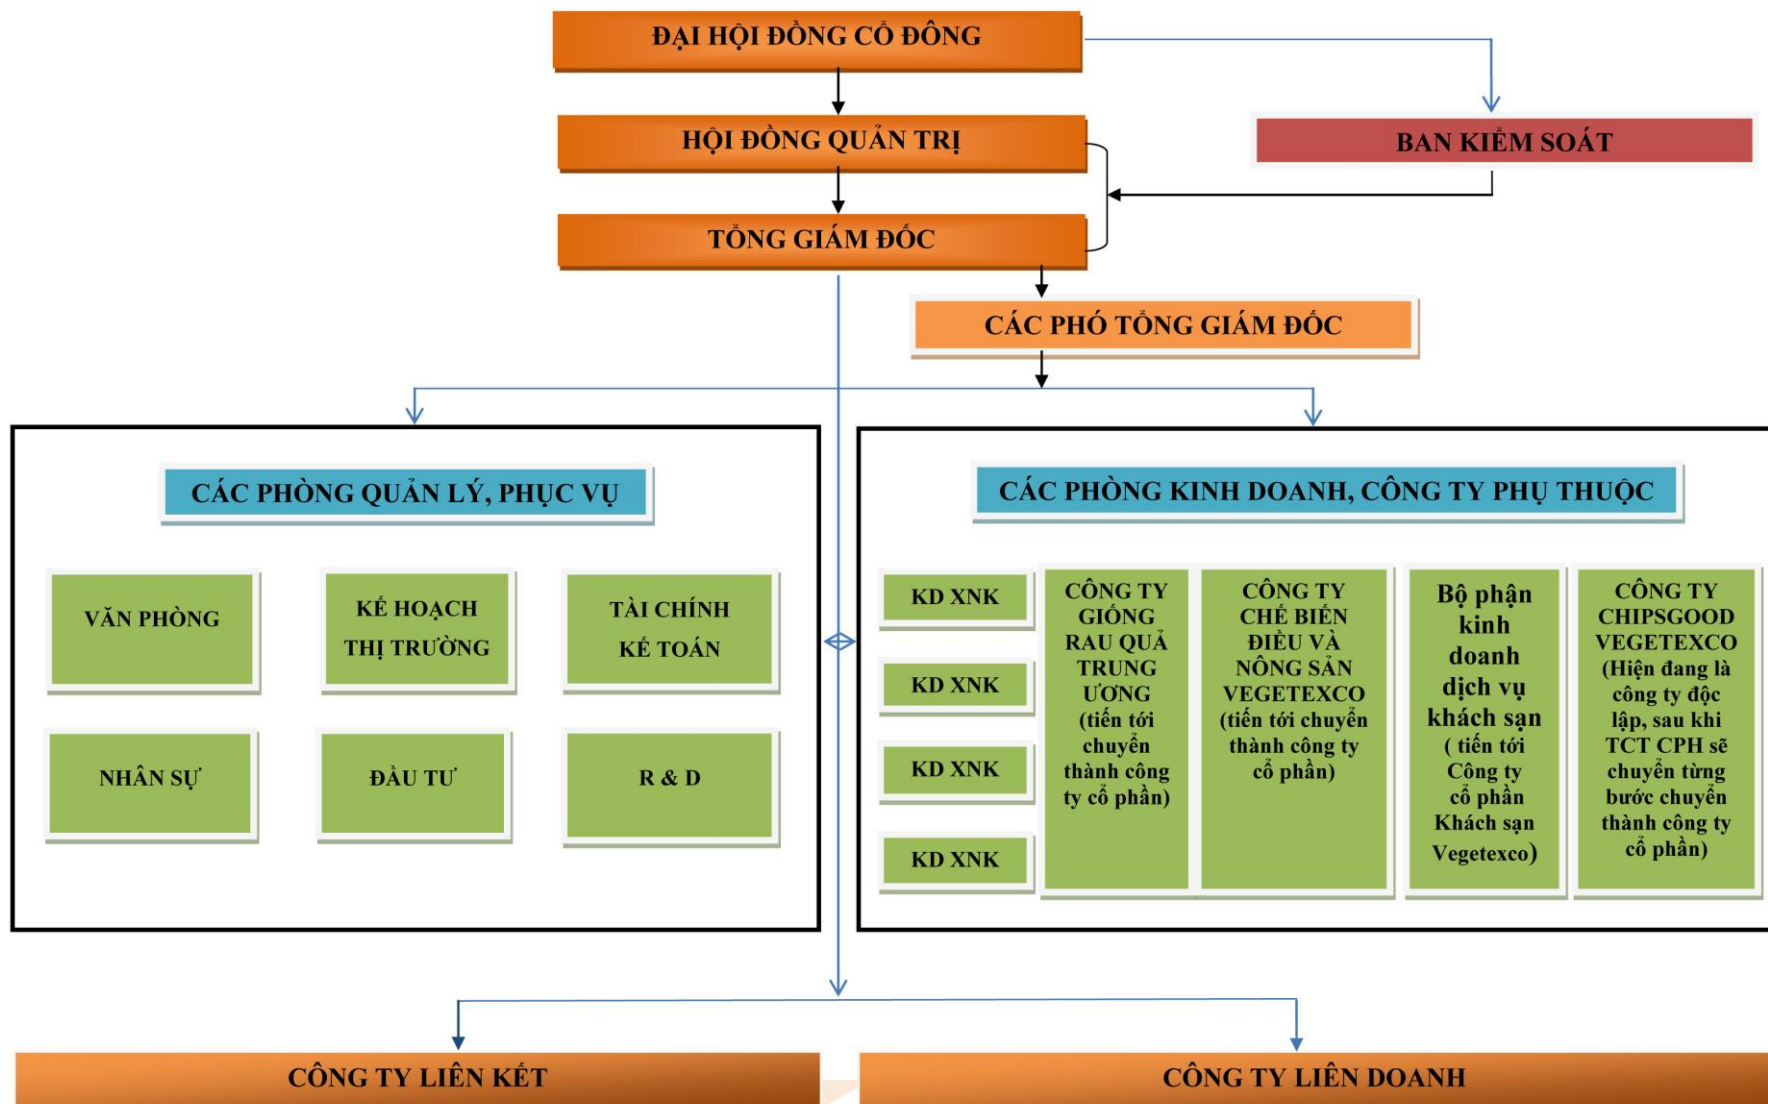 ĐẠI HỘI ĐỒNG CỔ ĐÔNG
HỘI ĐỒNG QUẢN TRỊ
BAN KIỂM SOÁT
TỔNG GIÁM ĐỐC
CÁC PHÓ TỔNG GIÁM ĐỐC
CÁC PHÒNG QUẢN LÝ, PHỤC VỤ
VĂN PHÒNG
KẾ HOẠCH
THỊ TRƯỜNG
TÀI CHÍNH
KẾ TOÁN
NHÂN SỰ
ĐẦU TƯ
R & D
CÁC PHÒNG KINH DOANH, CÔNG TY PHỤ THUỘC
KD XNK
KD XNK
KD XNK
KD XNK
CÔNG TY
GIỐNG
RAU QUẢ
TRUNG
ƯƠNG
(tiến tới
chuyển
thành công
ty cổ phần)
CÔNG TY
CHẾ BIẾN
ĐIỀU VÀ
NÔNG SẢN
VEGETEXCO
(tiến tới chuyển
thành công ty
cổ phần)
Bộ phận
kinh
doanh
dịch vụ
khách sạn
( tiến tới
Công ty
cổ phần
Khách sạn
Vegetexco)
CÔNG TY
CHIPSGOOD
VEGETEXCO
(Hiện đang là
công ty độc
lập, sau khi
TCT CPH sẽ
chuyển từng
bước chuyển
thành công ty
cổ phần)
CÔNG TY LIÊN KẾT
CÔNG TY LIÊN DOANH